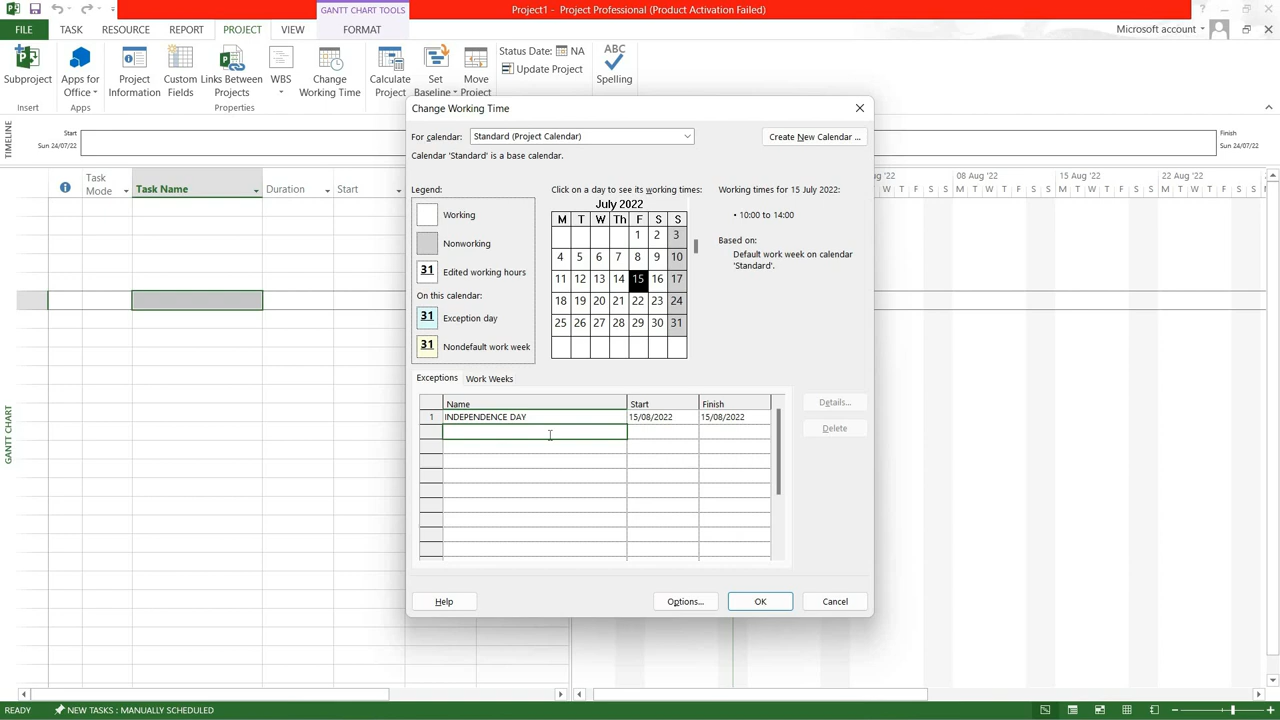 GANTT CHART TOOLS
Project1 - Project Professional (Product Activation Failed)
FILE TASK RESOURCE REPORT PROJECT VIEW FORMAT
Microsoft account
Subproject
Apps for Office
Project Information
Custom Fields
Links Between Projects
WBS
Change Working Time
Calculate Project
Set Baseline
Move Project
Status Date: NA
Update Project
ABC
Spelling
Insert
Apps
Properties
Change Working Time
For calendar: Standard (Project Calendar)
Create New Calendar ...
Calendar 'Standard' is a base calendar.
TIMELINE
Start
Sun 24/07/22
Finish
Sun 24/07/22
Task Mode
Task Name
Duration
Start
08 Aug '22
15 Aug '22
22 Aug '22
T W T F S S M T W T F S S M T W T F S S M T W T F S S
Legend:
Working
Nonworking
31 Edited working hours
On this calendar:
31 Exception day
31 Nondefault work week
Click on a day to see its working times:
July 2022
M T W Th F S S
1 2 3
4 5 6 7 8 9 10
11 12 13 14 15 16 17
18 19 20 21 22 23 24
25 26 27 28 29 30 31
Working times for 15 July 2022:
• 10:00 to 14:00
Based on:
Default work week on calendar
'Standard'.
GANTT CHART
Exceptions Work Weeks
Name Start Finish
1 INDEPENDENCE DAY 15/08/2022 15/08/2022
Details...
Delete
Help
Options...
OK
Cancel
READY
NEW TASKS : MANUALLY SCHEDULED